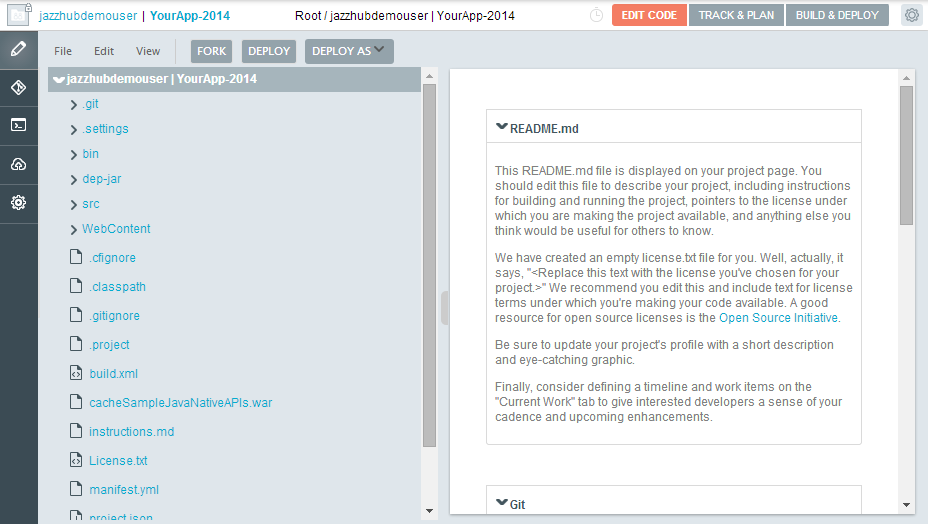 jazzhubdemouser | YourApp-2014
Root / jazzhubdemouser | YourApp-2014
EDIT CODE
TRACK & PLAN
BUILD & DEPLOY
File
Edit
View
FORK
DEPLOY
DEPLOY AS
jazzhubdemouser | YourApp-2014
.git
.settings
bin
dep-jar
src
WebContent
.cfignore
.classpath
.gitignore
.project
build.xml
cacheSampleJavaNativeAPIs.war
instructions.md
License.txt
manifest.yml
project.json
README.md
This README.md file is displayed on your project page. You
should edit this file to describe your project, including instructions
for building and running the project, pointers to the license under
which you are making the project available, and anything else you
think would be useful for others to know.
We have created an empty license.txt file for you. Well, actually, it
says, "<Replace this text with the license you've chosen for your
project.>" We recommend you edit this and include text for license
terms under which you're making your code available. A good
resource for open source licenses is the Open Source Initiative.
Be sure to update your project's profile with a short description
and eye-catching graphic.
Finally, consider defining a timeline and work items on the
"Current Work" tab to give interested developers a sense of your
cadence and upcoming enhancements.
Git